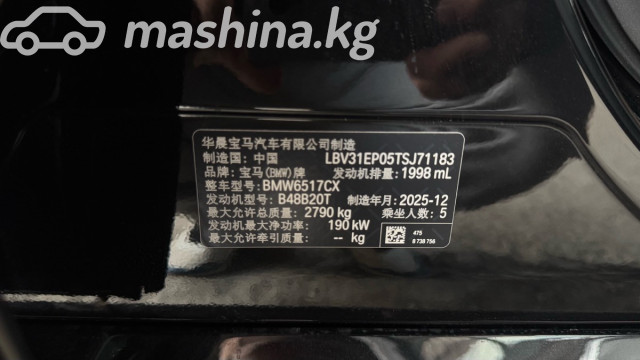 mashina.kg
华晨宝马汽车有限公司制造
制造国: 中国 LBV31EP05TSJ71183
品牌: 宝马(BMW)牌 发动机排量: 1998 mL
整车型号: BMW6517CX
发动机型号: B48B20T 制造年月: 2025-12
最大允许总质量: 2790 kg 乘坐人数: 5
发动机最大净功率: 190 kW
最大允许牵引质量: -- kg
475
8 738 756